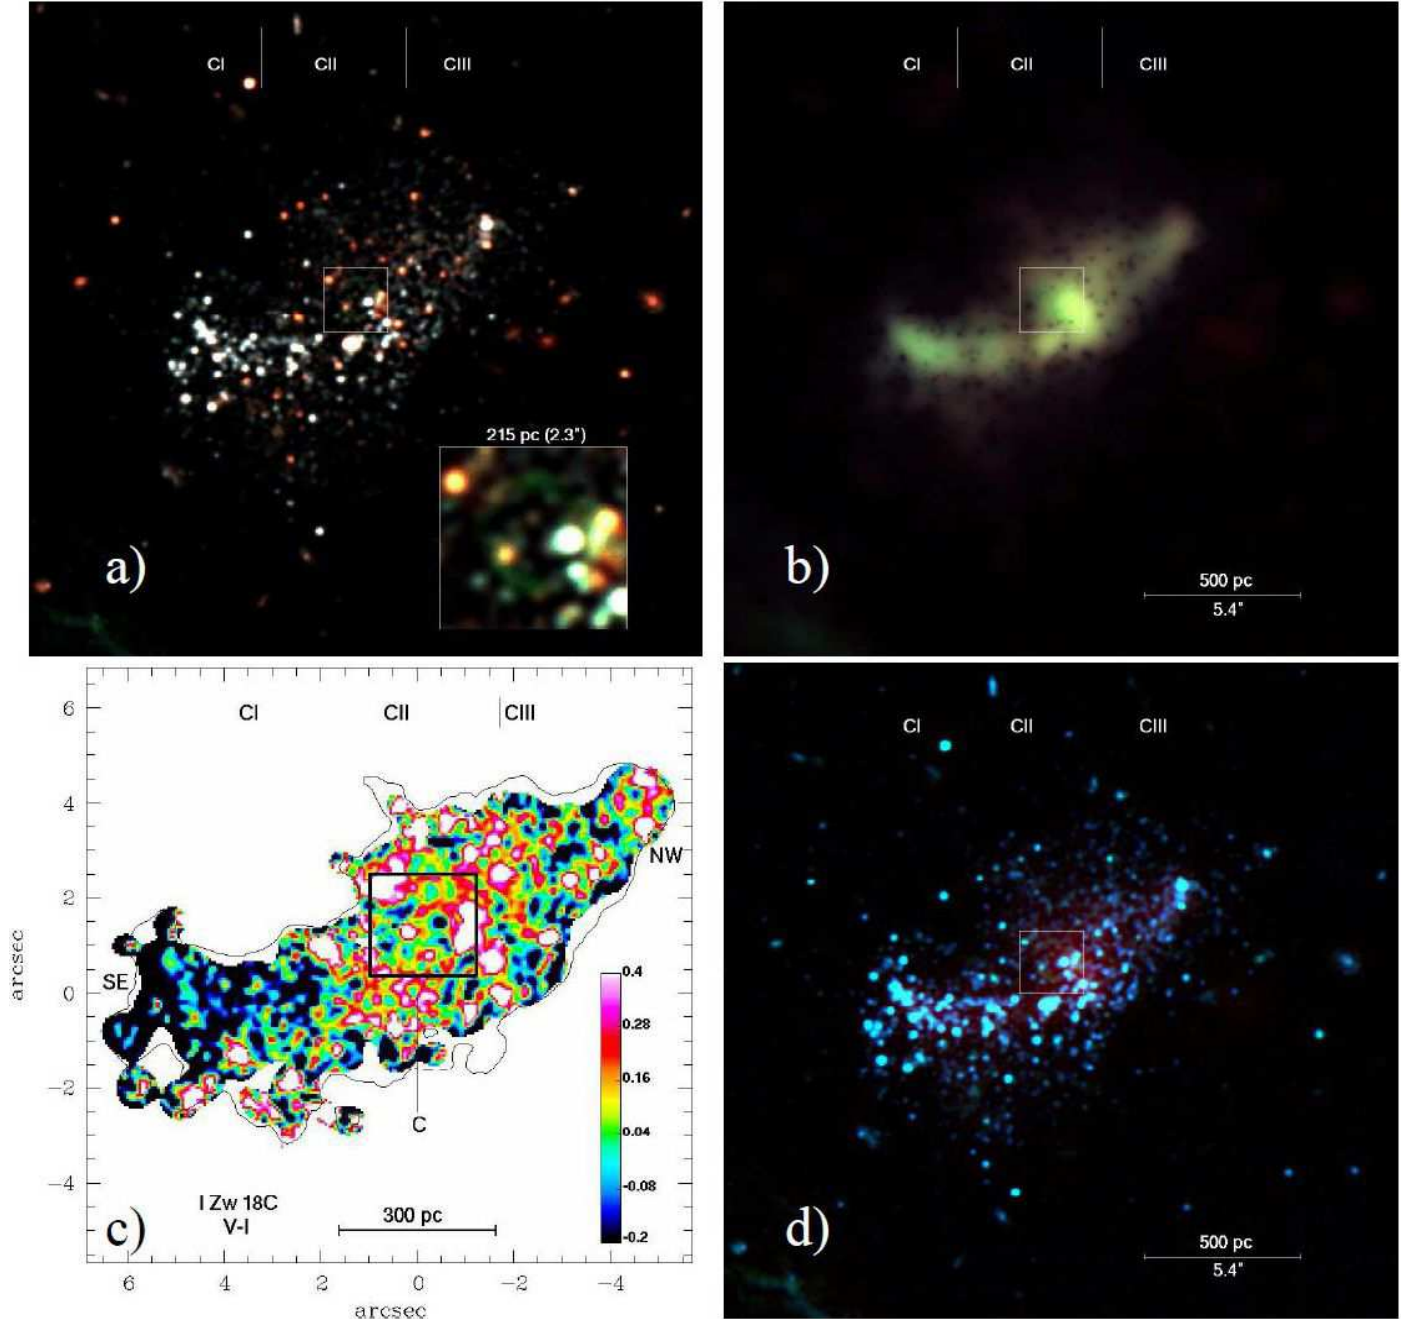 CI CII CIII
215 pc (2.3")
a)
CI CII CIII
500 pc
5.4"
b)
CI CII CIII
6
4
2
0
−2
−4
arcsec
NW
SE
C
0.4
0.28
0.16
0.04
-0.08
-0.2
I Zw 18C
V-I
300 pc
c)
6 4 2 0 −2 −4
arcsec
CI CII CIII
500 pc
5.4"
d)